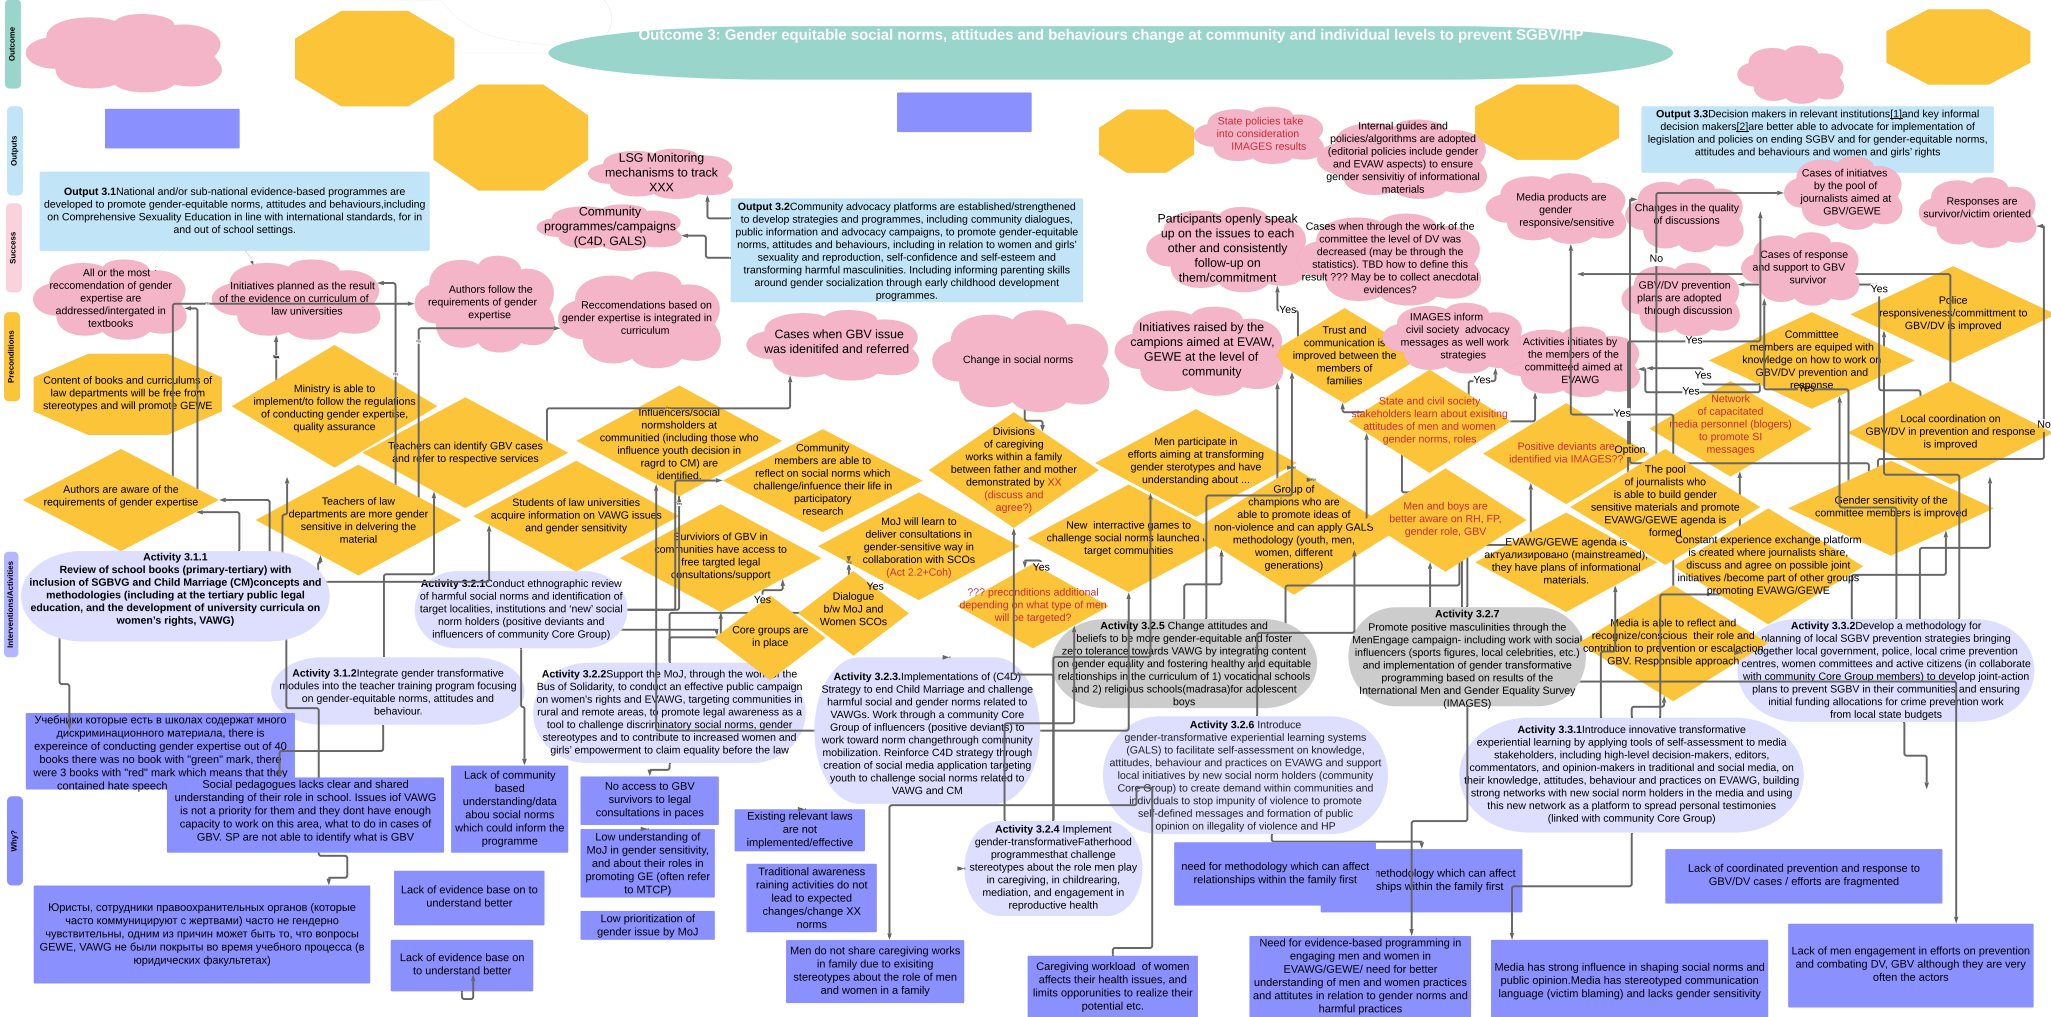 Outcome
Outcome 3: Gender equitable social norms, attitudes and behaviours change at community and individual levels to prevent SGBV/HP
Outputs
Output 3.1National and/or sub-national evidence-based programmes are
developed to promote gender-equitable norms, attitudes and behaviours,including
on Comprehensive Sexuality Education in line with international standards, for in
and out of school settings.
LSG Monitoring
mechanisms to track
XXX
Community
programmes/campaigns
(C4D, GALS)
Output 3.2Community advocacy platforms are established/strengthened
to develop strategies and programmes, including community dialogues,
public information and advocacy campaigns, to promote gender-equitable
norms, attitudes and behaviours, including in relation to women and girls'
sexuality and reproduction, self-confidence and self-esteem and
transforming harmful masculinities. Including informing parenting skills
around gender socialization through early childhood development
programmes.
State policies take
into consideration
IMAGES results
Internal guides and
policies/algorithms are adopted
(editorial policies include gender
and EVAW aspects) to ensure
gender sensivitiy of informational
materials
Output 3.3Decision makers in relevant institutions[1]and key informal
decision makers[2]are better able to advocate for implementation of
legislation and policies on ending SGBV and for gender-equitable norms,
attitudes and behaviours and women and girls' rights
Success
Participants openly speak
up on the issues to each
other and consistently
follow-up on
them/commitment
Cases when through the work of the
committee the level of DV was
decreased (may be through the
statistics). TBD how to define this
result ??? May be to collect anecdotal
evidences?
Media products are
gender
responsive/sensitive
Changes in the quality
of discussions
Cases of initiatves
by the pool of
journalists aimed at
GBV/GEWE
Responses are
survivor/victim oriented
No
Cases of response
and support to GBV
survivor
GBV/DV prevention
plans are adopted
through discussion
All or the most
reccomendation of gender
expertise are
addressed/intergated in
textbooks
Initiatives planned as the result
of the evidence on curriculum of
law universities
Authors follow the
requirements of gender
expertise
Reccomendations based on
gender expertise is integrated in
curriculum
Cases when GBV issue
was idenitifed and referred
Change in social norms
Initiatives raised by the
campions aimed at EVAW,
GEWE at the level of
community
Yes
IMAGES inform
civil society advocacy
messages as well work
strategies
Activities initiates by
the members of the
committeed aimed at
EVAWG
Yes
Yes
Preconditions
Content of books and curriculums of
law departments will be free from
stereotypes and will promote GEWE
Ministry is able to
implement/to follow the regulations
of conducting gender expertise,
quality assurance
Teachers can identify GBV cases
and refer to respective services
Influencers/social
normsholders at
communitied (including those who
influence youth decision in
ragrd to CM) are
identified.
Community
members are able to
reflect on social norms which
challenge/infuence their life in
participatory
research
Divisions
of caregiving
works within a family
between father and mother
demonstrated by XX
(discuss and
agree?)
Men participate in
efforts aiming at transforming
gender sterotypes and have
understanding about ...
Trust and
communication is
improved between the
members of
families
Yes
State and civil society
stakeholders learn about exisiting
attitudes of men and women
gender norms, roles
Positive deviants are
identified via IMAGES??
Option
Yes
Yes
Yes
Network
of capacitated
media personnel (blogers)
to promote SI
messages
Committtee
members are equiped with
knowledge on how to work on
GBV/DV prevention and
response
Yes
Police
responsiveness/committment to
GBV/DV is improved
Local coordination on
GBV/DV in prevention and response
is improved
No
Authors are aware of the
requirements of gender expertise
Teachers of law
departments are more gender
sensitive in delvering the
material
Students of law universities
acquire information on VAWG issues
and gender sensitivity
Surviviors of GBV in
communities have access to
free targted legal
consultations/support
MoJ will learn to
deliver consultations in
gender-sensitive way in
collaboration with SCOs
(Act 2.2+Coh)
New interractive games to
challenge social norms launched in
target communities
Group of
champions who are
able to promote ideas of
non-violence and can apply GALS
methodology (youth, men,
women, different
generations)
Men and boys are
better aware on RH, FP,
gender role, GBV
EVAWG/GEWE agenda is
актуализировано (mainstreamed),
they have plans of informational
materials.
The pool
of journalists who
is able to build gender
sensitive materials and promote
EVAWG/GEWE agenda is
formed
Gender sensitivity of the
committee members is improved
Constant experience exchange platform
is created where journalists share,
discuss and agree on possible joint
initiatives /become part of other groups
promoting EVAWG/GEWE
Yes
Dialogue
b/w MoJ and
Women SCOs
Yes
Core groups are
in place
Yes
??? precnditions additional
depending on what type of men
will be targeted?
Media is able to reflect and
recognize/conscious their role and
contrition to prevention or escalaction
GBV. Responsible approach
Interventions/Activities
Activity 3.1.1
Review of school books (primary-tertiary) with
inclusion of SGBVG and Child Marriage (CM)concepts and
methodologies (including at the tertiary public legal
education, and the development of university curricula on
women's rights, VAWG)
Activity 3.2.1Conduct ethnographic review
of harmful social norms and identification of
target localities, institutions and 'new' social
norm holders (positive deviants and
influencers of community Core Group)
Activity 3.1.2Integrate gender transformative
modules into the teacher training program focusing
on gender-equitable norms, attitudes and
behaviour.
Activity 3.2.2Support the MoJ, through the work of the
Bus of Solidarity, to conduct an effective public campaign
on women's rights and EVAWG, targeting communities in
rural and remote areas, to promote legal awareness as a
tool to challenge discriminatory social norms, gender
stereotypes and to contribute to increased women and
girls' empowerment to claim equality before the law
Activity 3.2.3.Implementations of (C4D)
Strategy to end Child Marriage and challenge
harmful social and gender norms related to
VAWGs. Work through a community Core
Group of influencers (positive deviants) to
work toward norm changethrough community
mobilization. Reinforce C4D strategy through
creation of social media application targeting
youth to challenge social norms related to
VAWG and CM
Activity 3.2.4 Implement
gender-transformativeFatherhood
programmesthat challenge
stereotypes about the role men play
in caregiving, in childrearing,
mediation, and engagement in
reproductive health
Activity 3.2.5 Change attitudes and
beliefs to be more gender-equitable and foster
zero tolerance towards VAWG by integrating content
on gender equality and fostering healthy and equitable
relationships in the curriculum of 1) vocational schools
and 2) religious schools(madrasa)for adolescent
boys
Activity 3.2.6 Introduce
gender-transformative experiential learning systems
(GALS) to facilitate self-assessment on knowledge,
attitudes, behaviour and practices on EVAWG and support
local initiatives by new social norm holders (community
Core Group) to create demand within communities and
individuals to stop impunity of violence to promote
self-defined messages and formation of public
opinion on illegality of violence and HP
Activity 3.2.7
Promote positive masculinities through the
MenEngage campaign- including work with social
influencers (sports figures, local celebrities, etc.)
and implementation of gender transformative
programming based on results of the
International Men and Gender Equality Survey
(IMAGES)
Activity 3.3.1Introduce innovative transformative
experiential learning by applying tools of self-assessment to media
stakeholders, including high-level decision-makers, editors,
commentators, and opinion-makers in traditional and social media, on
their knowledge, attitudes, behaviour and practices on EVAWG, building
strong networks with new social norm holders in the media and using
this new network as a platform to spread personal testimonies
(linked with community Core Group)
Activity 3.3.2Develop a methodology for
planning of local SGBV prevention strategies bringing
together local government, police, local crime prevention
centres, women committees and active citizens (in collaborate
with community Core Group members) to develop joint-action
plans to prevent SGBV in their communities and ensuring
initial funding allocations for crime prevention work
from local state budgets
Why?
Учебники которые есть в школах содержат много
дискриминационного материала, there is
expereince of conducting gender expertise out of 40
books there was no book with "green" mark, there
were 3 books with "red" mark which means that they
contained hate speech
Social pedagogues lacks clear and shared
understanding of their role in school. Issues iof VAWG
is not a priority for them and they dont have enough
capacity to work on this area, what to do in cases of
GBV. SP are not able to identify what is GBV
Юристы, сотрудники правоохранительных органов (которые
часто коммуницируют с жертвами) часто не гендерно
чувствительны, одним из причин может быть то, что вопросы
GEWE, VAWG не были покрыты во время учебного процесса (в
юридических факультетах)
Lack of community
based
understanding/data
abou social norms
which could inform the
programme
Lack of evidence base on to
understand better
Lack of evidence base on
to understand better
No access to GBV
survivors to legal
consultations in paces
Low understanding of
MoJ in gender sensitivity,
and about their roles in
promoting GE (often refer
to MTCP)
Low prioritization of
gender issue by MoJ
Existing relevant laws
are not
implemented/effective
Traditional awareness
raining activities do not
lead to expected
changes/change XX
norms
Men do not share caregiving works
in family due to exisiting
stereotypes about the role of men
and women in a family
Caregiving workload of women
affects their health issues, and
limits opporunities to realize their
potential etc.
need for methodology which can affect
relationships within the family first
methodology which can affect
ships within the family first
Need for evidence-based programming in
engaging men and women in
EVAWG/GEWE/ need for better
understanding of men and women practices
and attitutes in relation to gender norms and
harmful practices
Media has strong influence in shaping social norms and
public opinion.Media has stereotyped communication
language (victim blaming) and lacks gender sensitivity
Lack of coordinated prevention and response to
GBV/DV cases / efforts are fragmented
Lack of men engagement in efforts on prevention
and combating DV, GBV although they are very
often the actors